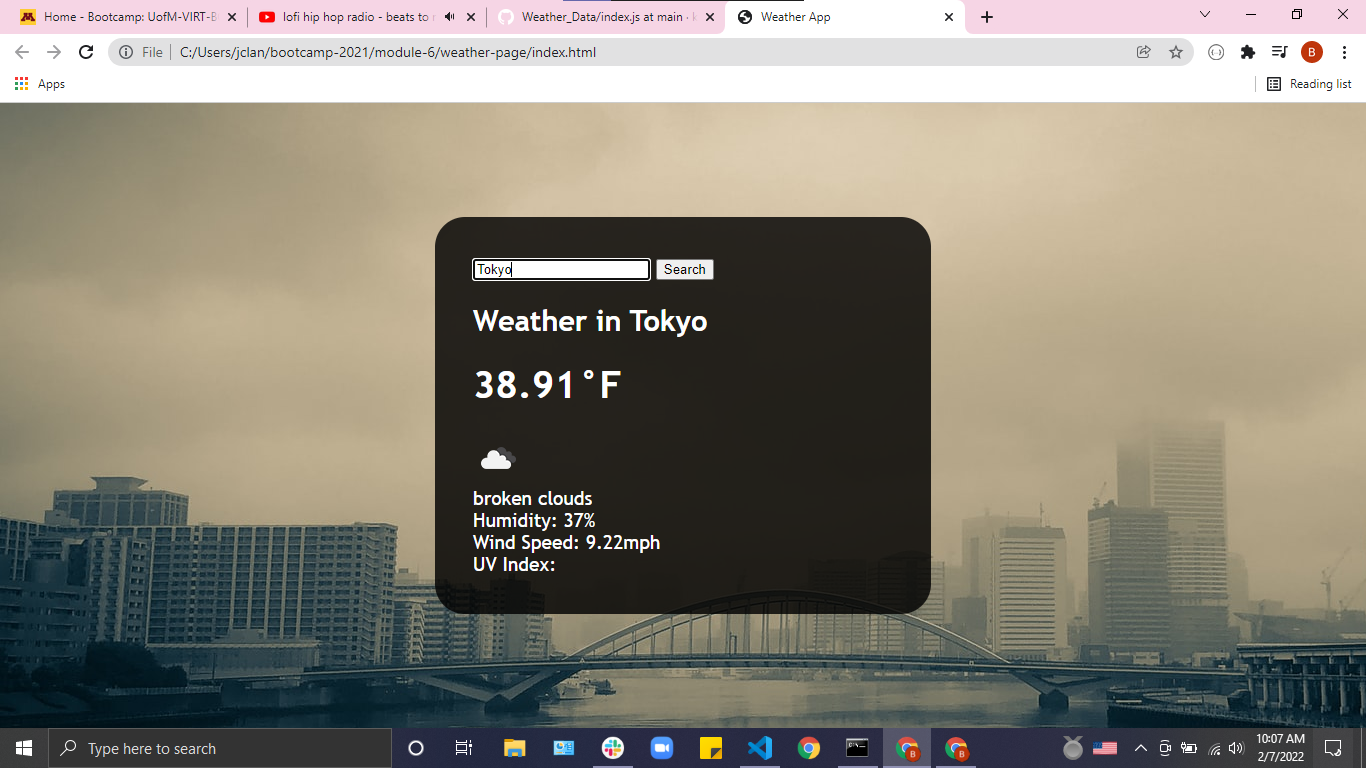 Home - Bootcamp: UofM-VIRT-B
lofi hip hop radio - beats to r
Weather_Data/index.js at main · k
Weather App
File
C:/Users/jclan/bootcamp-2021/module-6/weather-page/index.html
B
Apps
Reading list
Tokyo
Search
Weather in Tokyo
38.91°F
broken clouds
Humidity: 37%
Wind Speed: 9.22mph
UV Index:
Type here to search
B
B
10:07 AM
2/7/2022